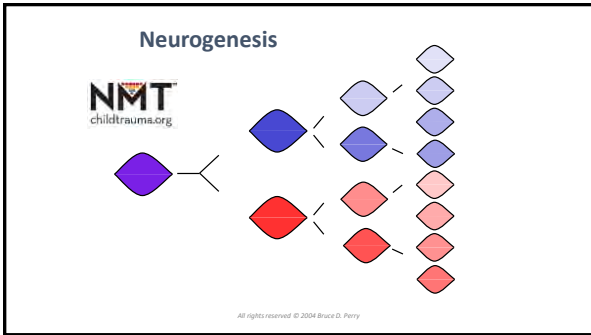 Neurogenesis
NMT
childtrauma.org
All rights reserved © 2004 Bruce D. Perry